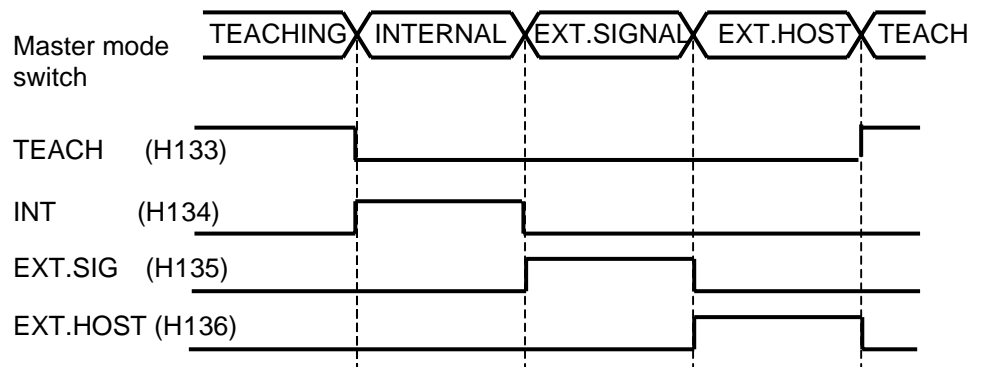 Master mode switch
TEACHING INTERNAL EXT.SIGNAL EXT.HOST TEACH
TEACH (H133)
INT (H134)
EXT.SIG (H135)
EXT.HOST (H136)